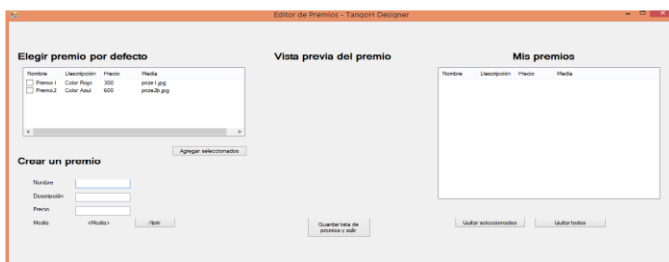 Editor de Premios - TangoH Designer
Elegir premio por defecto
Vista previa del premio
Mis premios
Nombre Descripción Precio Media
Premio 1 Color Rojo 300 prize1.jpg
Premio2 Color Azul 600 prize2b.jpg
Nombre Descripción Precio Media
Agregar seleccionados
Crear un premio
Nombre
Descripción
Precio
Media <Media> Abrir
Guardar lista de
premios y salir
Quitar seleccionados
Quitar todos